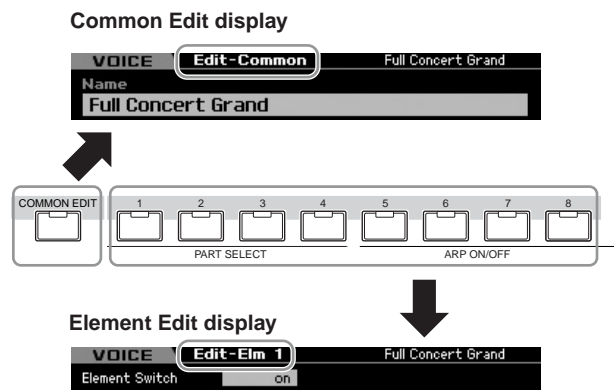 Common Edit display
VOICE Edit-Common Full Concert Grand
Name
Full Concert Grand
COMMON EDIT 1 2 3 4 5 6 7 8
PART SELECT ARP ON/OFF
Element Edit display
VOICE Edit-Elm 1 Full Concert Grand
Element Switch on